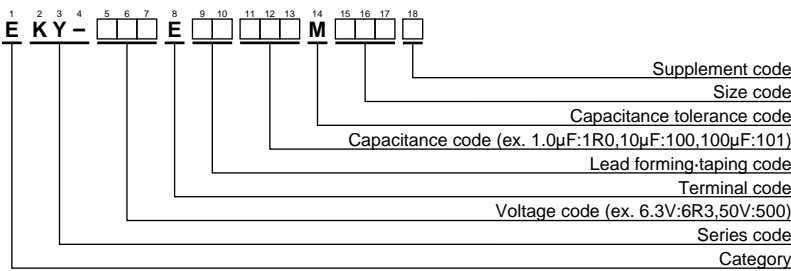 1 2 3 4 5 6 7 8 9 10 11 12 13 14 15 16 17 18
E KY– E M
Supplement code
Size code
Capacitance tolerance code
Capacitance code (ex. 1.0μF:1R0,10μF:100,100μF:101)
Lead forming·taping code
Terminal code
Voltage code (ex. 6.3V:6R3,50V:500)
Series code
Category